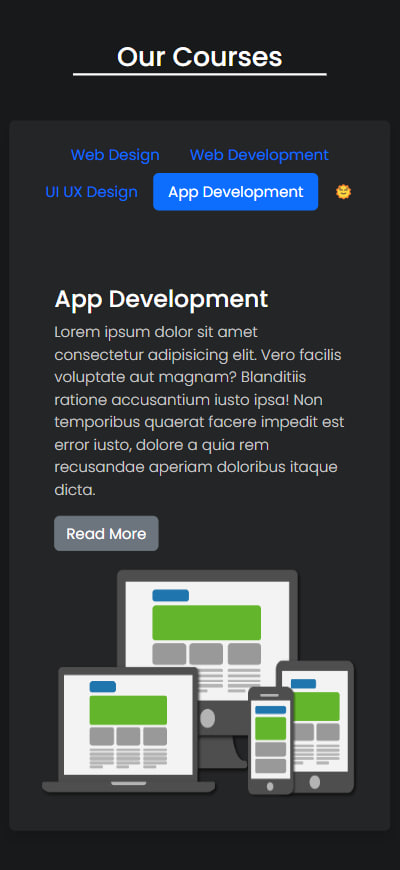 Our Courses
Web Design Web Development
UI UX Design App Development 🌞
App Development
Lorem ipsum dolor sit amet
consectetur adipisicing elit. Vero facilis
voluptate aut magnam? Blanditiis
ratione accusantium iusto ipsa! Non
temporibus quaerat facere impedit est
error iusto, dolore a quia rem
recusandae aperiam doloribus itaque
dicta.
Read More